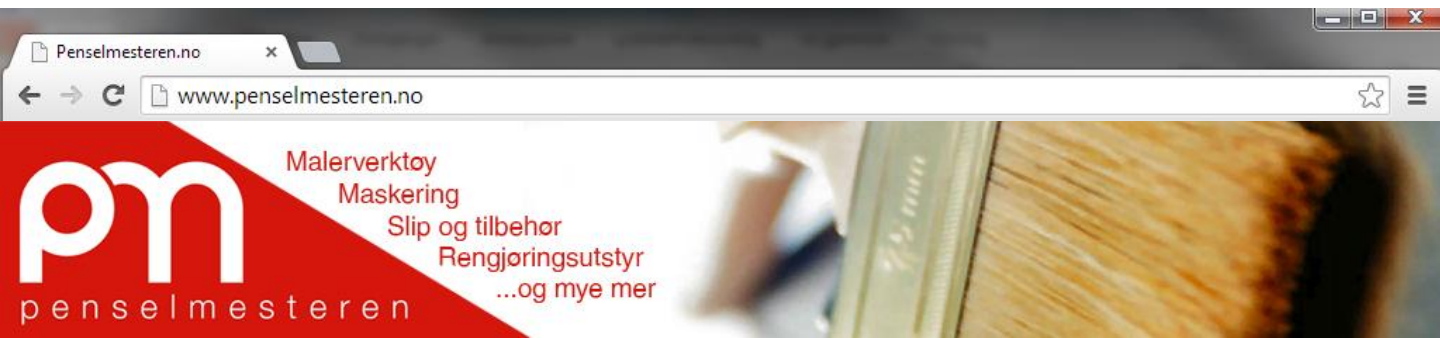 Penselmesteren.no
www.penselmesteren.no
pm
penselmesteren
Malerverktøy
Maskering
Slip og tilbehør
Rengjøringsutstyr
...og mye mer